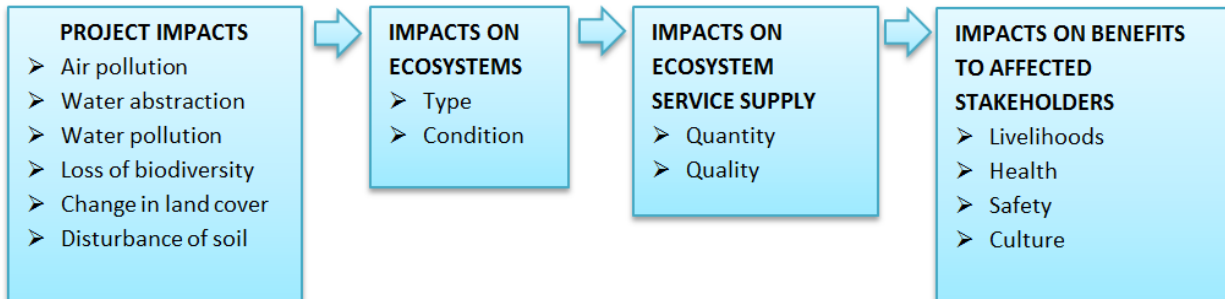 PROJECT IMPACTS
➢ Air pollution
➢ Water abstraction
➢ Water pollution
➢ Loss of biodiversity
➢ Change in land cover
➢ Disturbance of soil
IMPACTS ON
ECOSYSTEMS
➢ Type
➢ Condition
IMPACTS ON
ECOSYSTEM
SERVICE SUPPLY
➢ Quantity
➢ Quality
IMPACTS ON BENEFITS
TO AFFECTED
STAKEHOLDERS
➢ Livelihoods
➢ Health
➢ Safety
➢ Culture